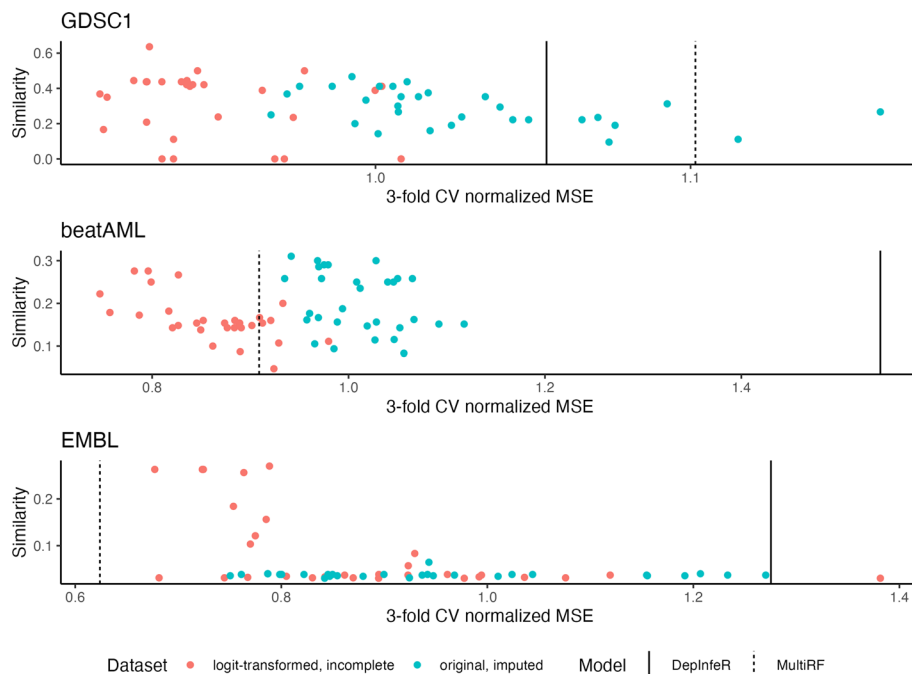 GDSC1
Similarity
0.6
0.4
0.2
0.0
1.0 1.1
3-fold CV normalized MSE
beatAML
Similarity
0.3
0.2
0.1
0.8 1.0 1.2 1.4
3-fold CV normalized MSE
EMBL
Similarity
0.2
0.1
0.6 0.8 1.0 1.2 1.4
3-fold CV normalized MSE
Dataset logit-transformed, incomplete original, imputed Model DepInfeR MultiRF